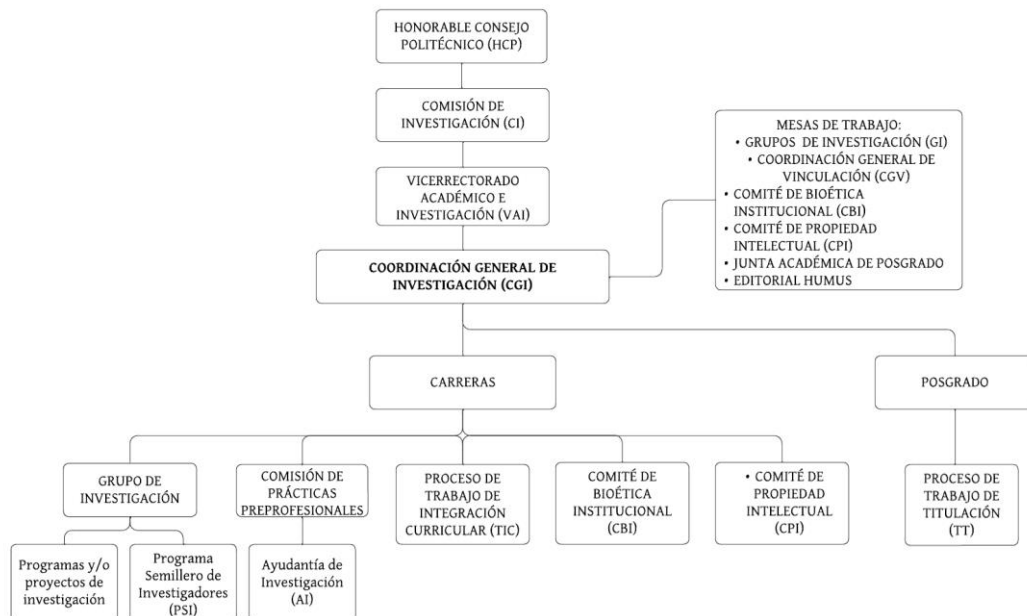 HONORABLE CONSEJO
POLITÉCNICO (HCP)
COMISIÓN DE
INVESTIGACIÓN (CI)
VICERRECTORADO
ACADÉMICO E
INVESTIGACIÓN (VAI)
MESAS DE TRABAJO:
• GRUPOS DE INVESTIGACIÓN (GI)
• COORDINACIÓN GENERAL DE
VINCULACIÓN (CGV)
• COMITÉ DE BIOÉTICA
INSTITUCIONAL (CBI)
• COMITÉ DE PROPIEDAD
INTELECTUAL (CPI)
• JUNTA ACADÉMICA DE POSGRADO
• EDITORIAL HUMUS
COORDINACIÓN GENERAL DE
INVESTIGACIÓN (CGI)
CARRERAS
POSGRADO
GRUPO DE
INVESTIGACIÓN
COMISIÓN DE
PRÁCTICAS
PREPROFESIONALES
PROCESO DE
TRABAJO DE
INTEGRACIÓN
CURRICULAR (TIC)
COMITÉ DE
BIOÉTICA
INSTITUCIONAL
(CBI)
• COMITÉ DE
PROPIEDAD
INTELECTUAL
(CPI)
PROCESO DE
TRABAJO DE
TITULACIÓN
(TT)
Programas y/o
proyectos de
investigación
Programa
Semillero de
Investigadores
(PSI)
Ayudantía de
Investigación
(AI)